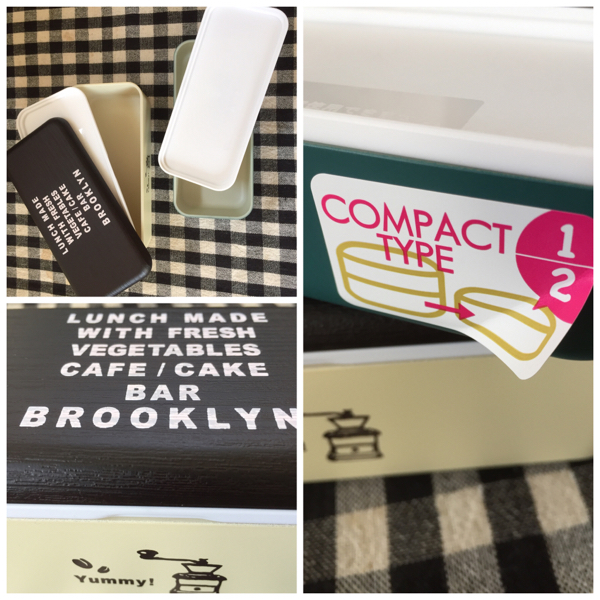 LUNCH MADE
WITH FRESH
VEGETABLES
CAFE/CAKE
BAR
BROOKLYN
COMPACT
TYPE
1
2
LUNCH MADE
WITH FRESH
VEGETABLES
CAFE/CAKE
BAR
BROOKLYN
Yummy!